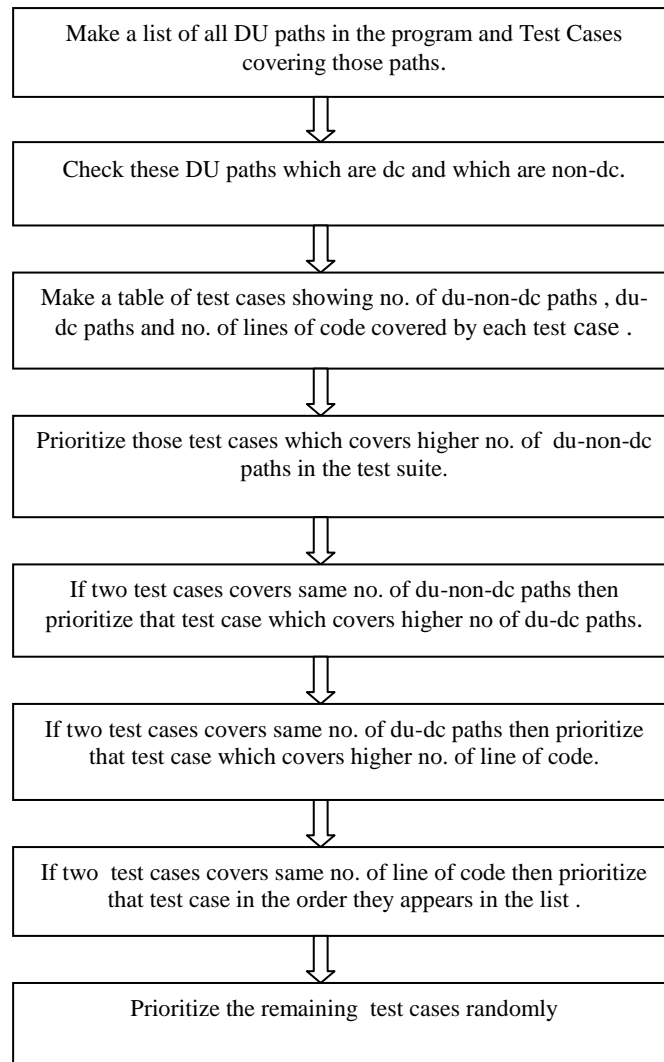 Make a list of all DU paths in the program and Test Cases
covering those paths.
Check these DU paths which are dc and which are non-dc.
Make a table of test cases showing no. of du-non-dc paths , du-
dc paths and no. of lines of code covered by each test case .
Prioritize those test cases which covers higher no. of du-non-dc
paths in the test suite.
If two test cases covers same no. of du-non-dc paths then
prioritize that test case which covers higher no of du-dc paths.
If two test cases covers same no. of du-dc paths then prioritize
that test case which covers higher no. of line of code.
If two test cases covers same no. of line of code then prioritize
that test case in the order they appears in the list .
Prioritize the remaining test cases randomly